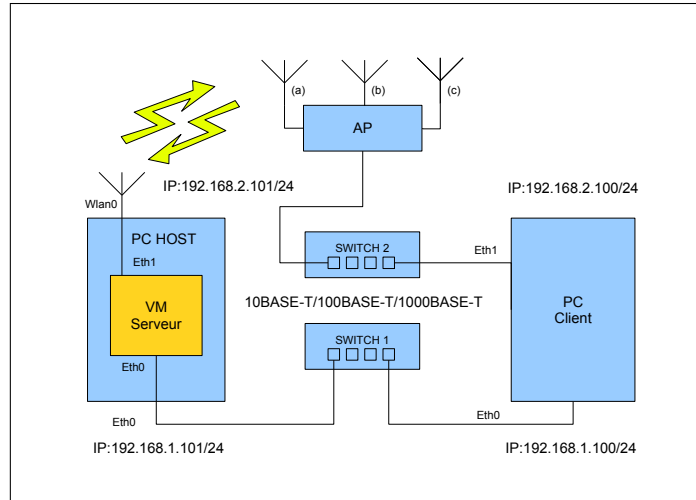 (a)
(b)
(c)
AP
IP:192.168.2.101/24
IP:192.168.2.100/24
Wlan0
PC HOST
Eth1
VM
Serveur
Eth0
Eth0
IP:192.168.1.101/24
SWITCH 2
10BASE-T/100BASE-T/1000BASE-T
SWITCH 1
Eth1
PC
Client
Eth0
IP:192.168.1.100/24